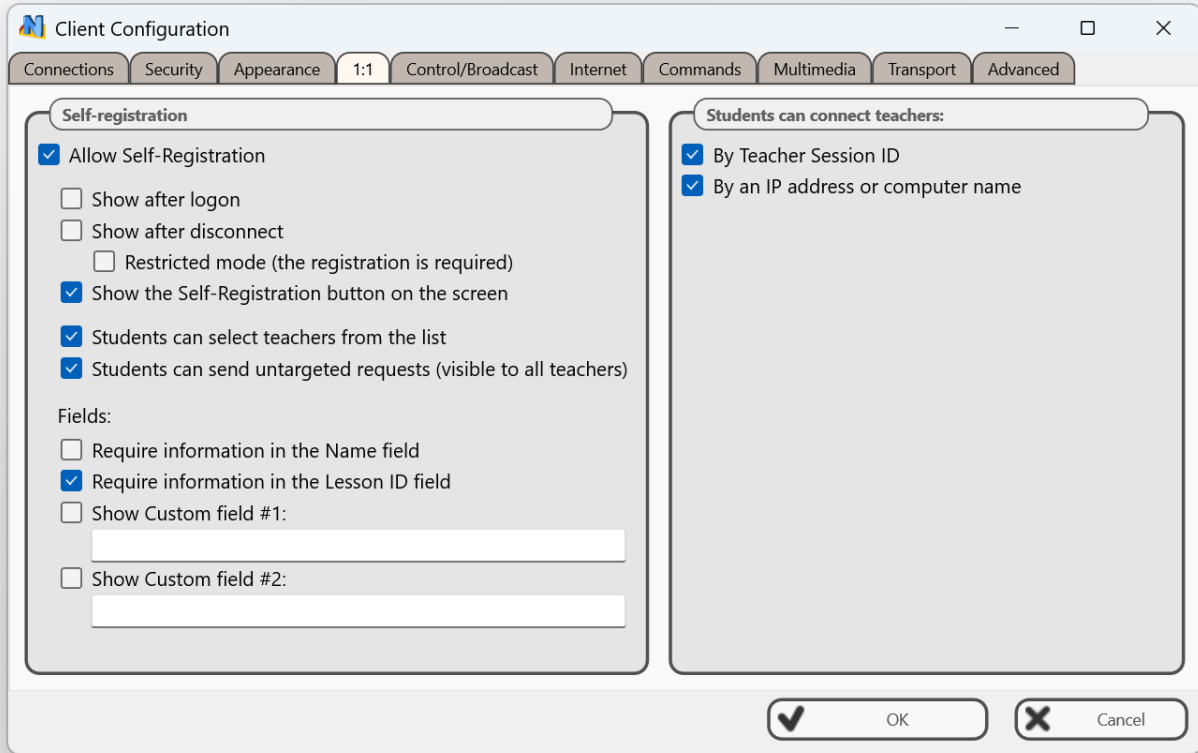 Client Configuration
Connections Security Appearance 1:1 Control/Broadcast Internet Commands Multimedia Transport Advanced
Self-registration
Allow Self-Registration
Show after logon
Show after disconnect
Restricted mode (the registration is required)
Show the Self-Registration button on the screen
Students can select teachers from the list
Students can send untargeted requests (visible to all teachers)
Fields:
Require information in the Name field
Require information in the Lesson ID field
Show Custom field #1:
Show Custom field #2:
Students can connect teachers:
By Teacher Session ID
By an IP address or computer name
OK Cancel